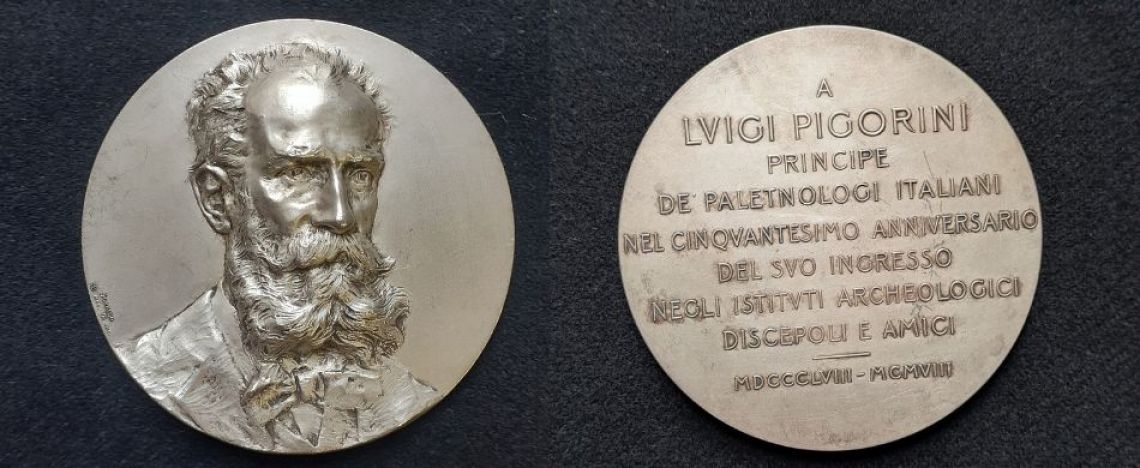 A
LVIGI PIGORINI
PRINCIPE
DE' PALETNOLOGI ITALIANI
NEL CINQVANTESIMO ANNIVERSARIO
DEL SVO INGRESSO
NEGLI ISTITVTI ARCHEOLOGICI
DISCEPOLI E AMICI
MDCCCLVIII - MCMVIII